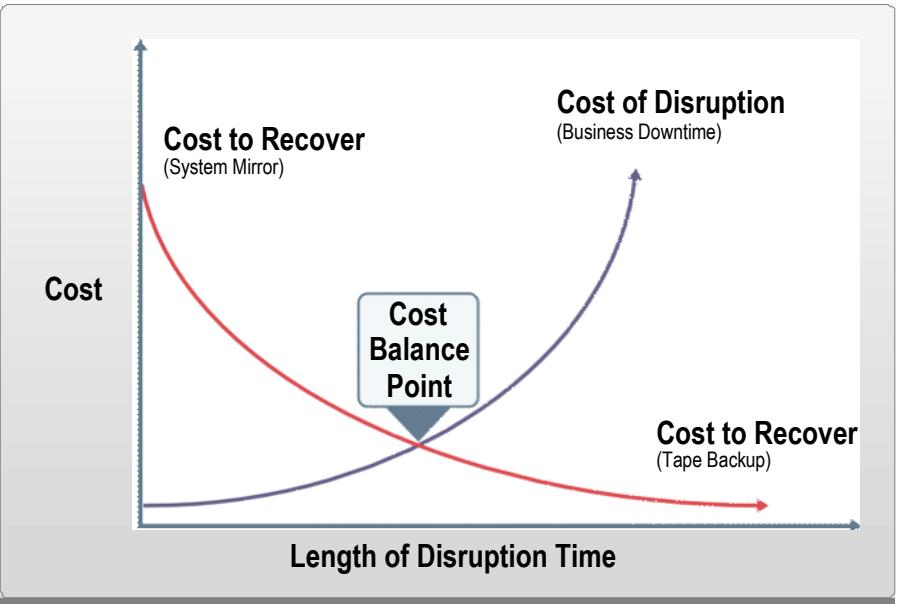 Cost of Disruption
(Business Downtime)
Cost to Recover
(System Mirror)
Cost
Cost
Balance
Point
Cost to Recover
(Tape Backup)
Length of Disruption Time